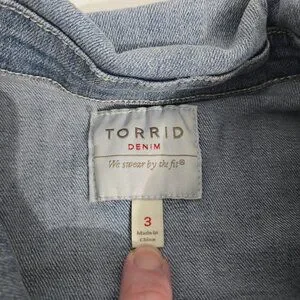 TORRID
DENIM
We swear by the fit®
3
Made in
China